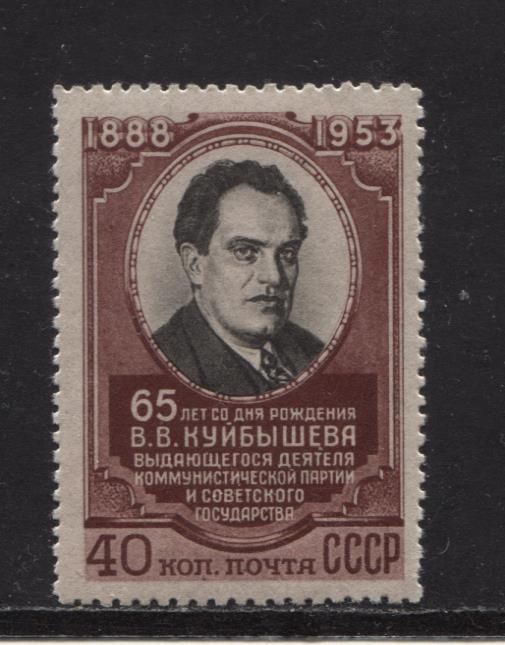 1888 1953
65 ЛЕТ СО ДНЯ РОЖДЕНИЯ
В.В. КУЙБЫШЕВА
ВЫДАЮЩЕГОСЯ ДЕЯТЕЛЯ
КОММУНИСТИЧЕСКОЙ ПАРТИИ
И СОВЕТСКОГО
ГОСУДАРСТВА
40 КОП. ПОЧТА СССР